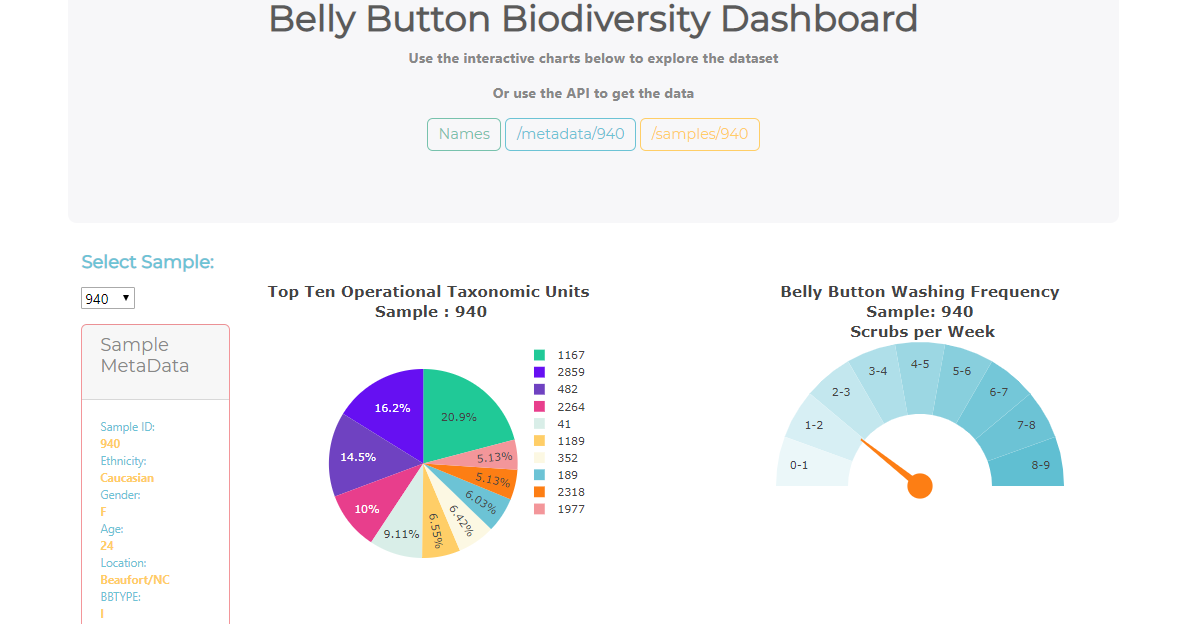 Belly Button Biodiversity Dashboard
Use the interactive charts below to explore the dataset
Or use the API to get the data
Names /metadata/940 /samples/940
Select Sample:
940
Sample
MetaData
Sample ID:
940
Ethnicity:
Caucasian
Gender:
F
Age:
24
Location:
Beaufort/NC
BBTYPE:
I
Top Ten Operational Taxonomic Units
Sample : 940
20.9%
16.2%
14.5%
10%
9.11%
6.55%
6.42%
6.03%
5.13%
5.13%
1167
2859
482
2264
41
1189
352
189
2318
1977
Belly Button Washing Frequency
Sample: 940
Scrubs per Week
0-1
1-2
2-3
3-4
4-5
5-6
6-7
7-8
8-9